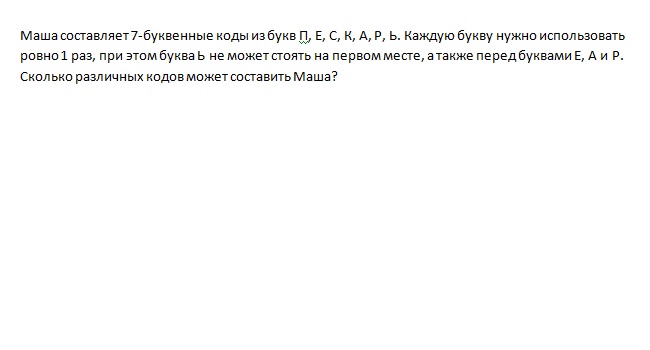 Маша составляет 7-буквенные коды из букв П, Е, С, К, А, Р, Ь. Каждую букву нужно использовать
ровно 1 раз, при этом буква Ь не может стоять на первом месте, а также перед буквами Е, А и Р.
Сколько различных кодов может составить Маша?